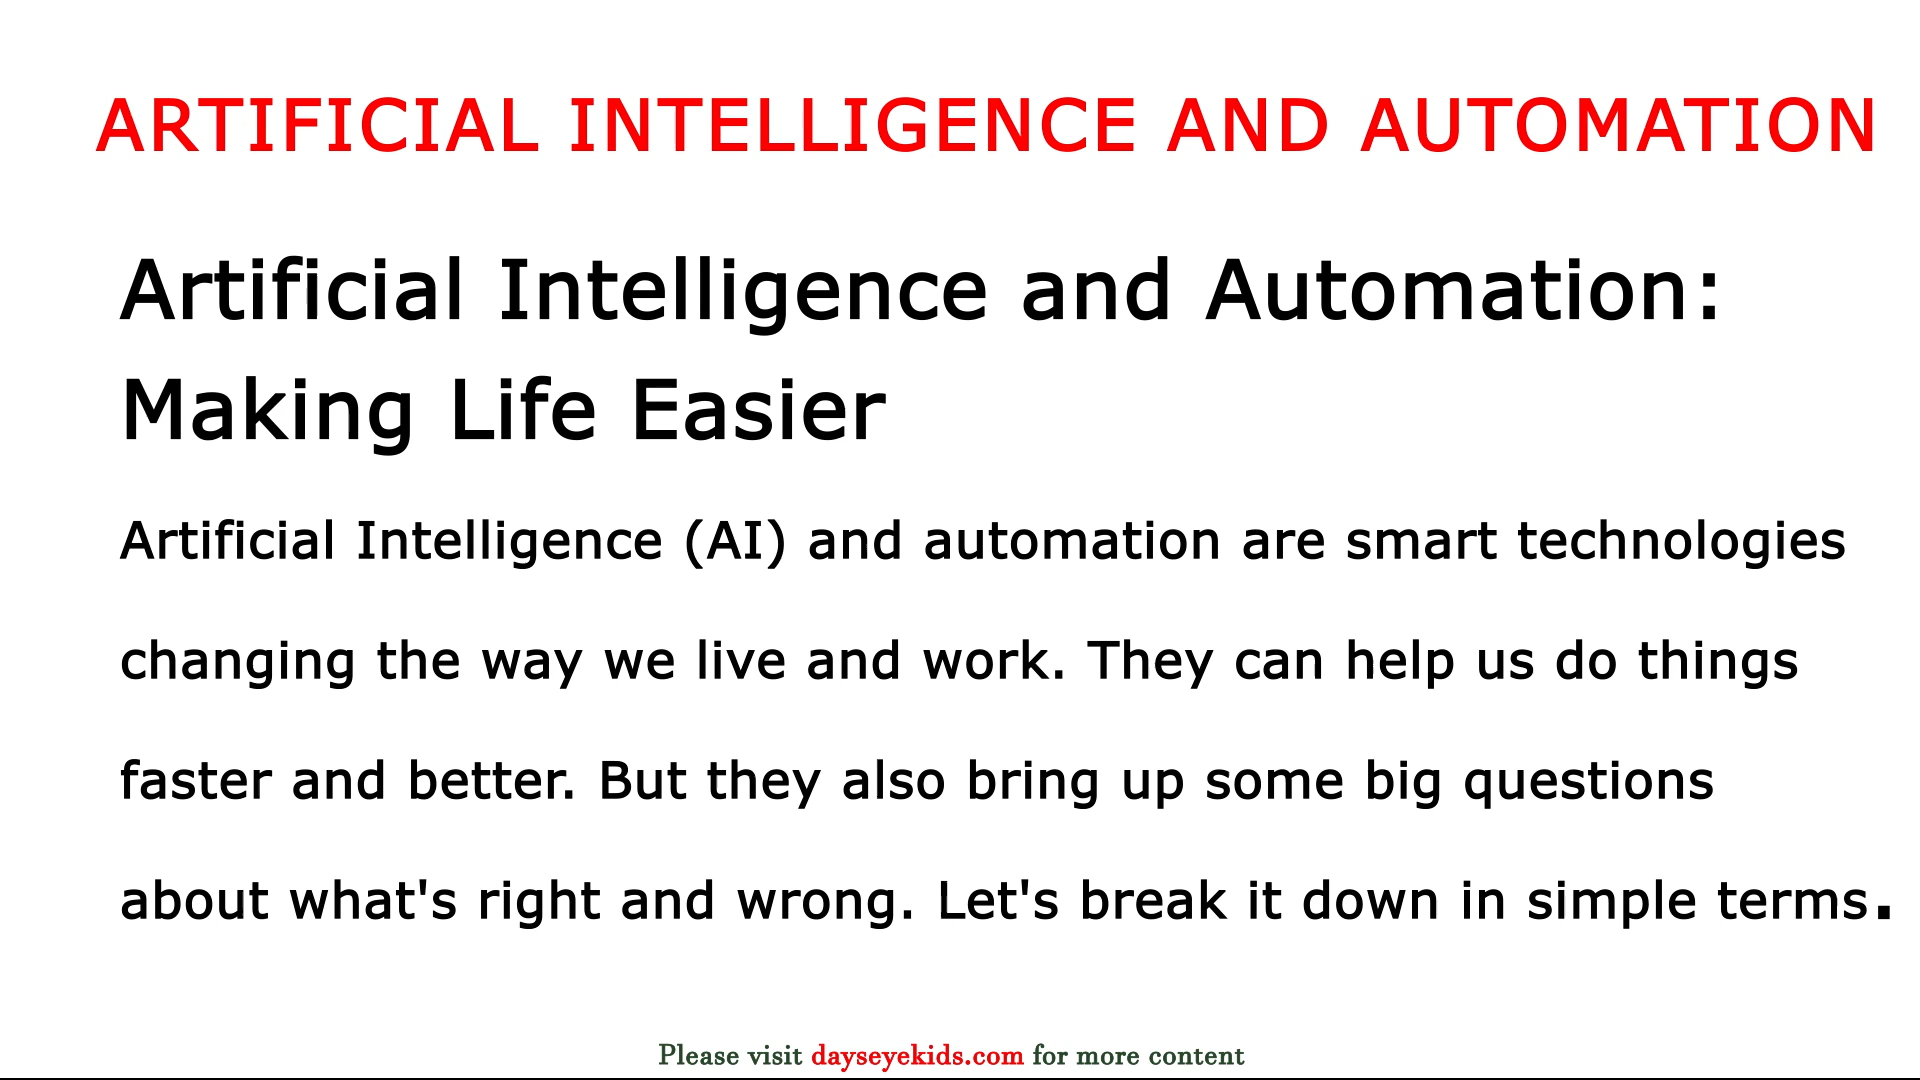 ARTIFICIAL INTELLIGENCE AND AUTOMATION
Artificial Intelligence and Automation:
Making Life Easier
Artificial Intelligence (AI) and automation are smart technologies
changing the way we live and work. They can help us do things
faster and better. But they also bring up some big questions
about what's right and wrong. Let's break it down in simple terms.
Please visit dayseyekids.com for more content